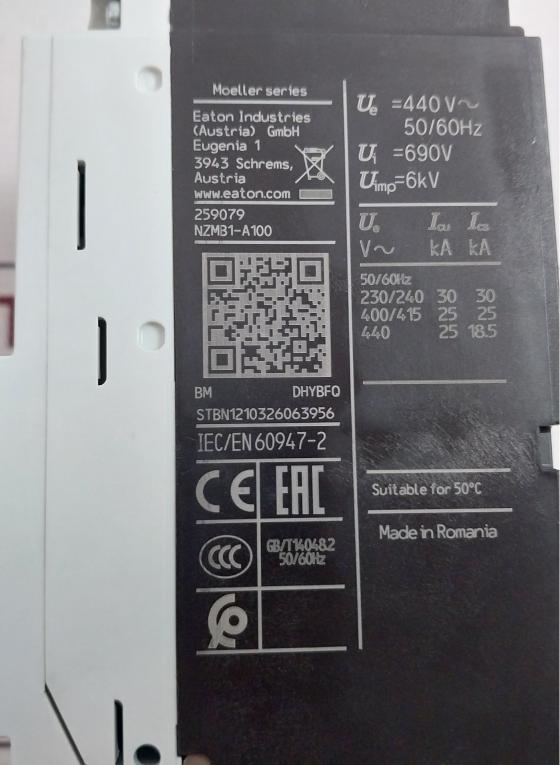 Moeller series
Eaton Industries
(Austria) GmbH
Eugenia 1
3943 Schrems,
Austria
www.eaton.com
259079
NZMB1-A100
BM DHYBFO
STBN1210326063956
IEC/EN 60947-2
CE EAC
CCC
GB/T14048.2
50/60Hz
Ue =440 V~
50/60Hz
Ui =690V
Uimp=6kV
Ue Icu Ics
V~ kA kA
50/60Hz
230/240 30 30
400/415 25 25
440 25 18.5
Suitable for 50°C
Made in Romania